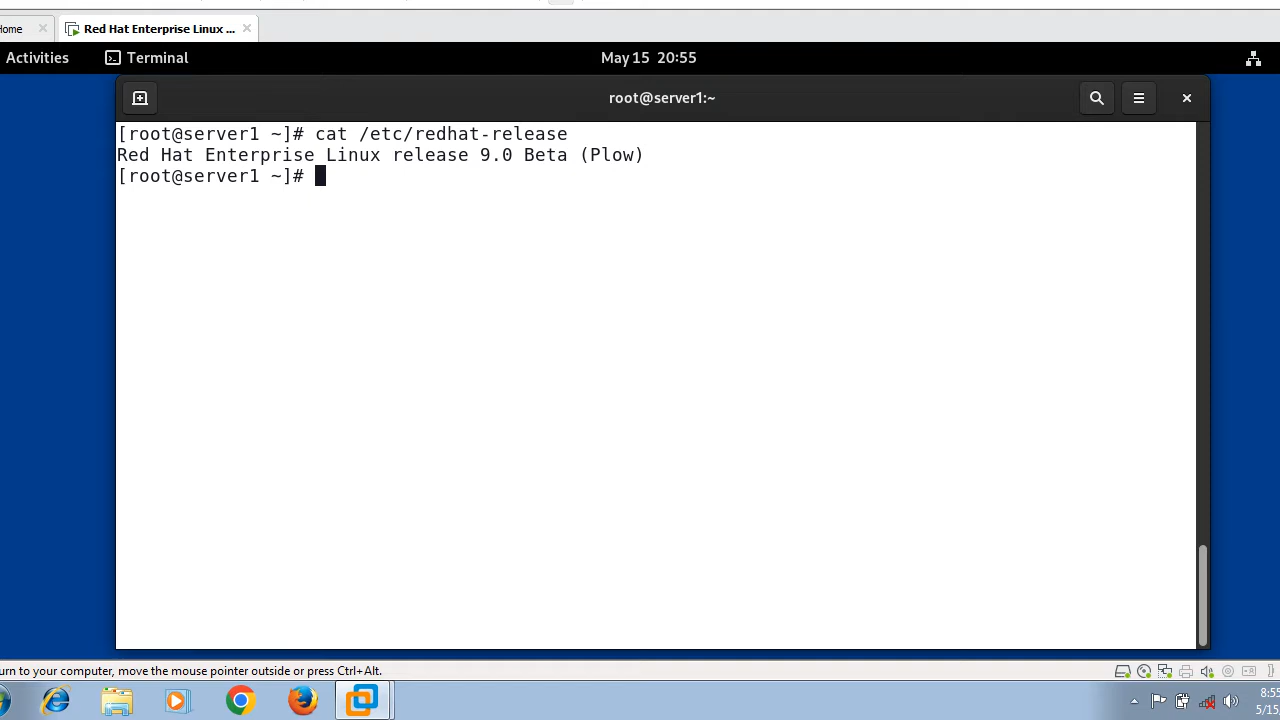 Home
Red Hat Enterprise Linux ...
Activities
Terminal
May 15 20:55
root@server1:~
[root@server1 ~]# cat /etc/redhat-release
Red Hat Enterprise Linux release 9.0 Beta (Plow)
[root@server1 ~]#
urn to your computer, move the mouse pointer outside or press Ctrl+Alt.
8:55
5/15